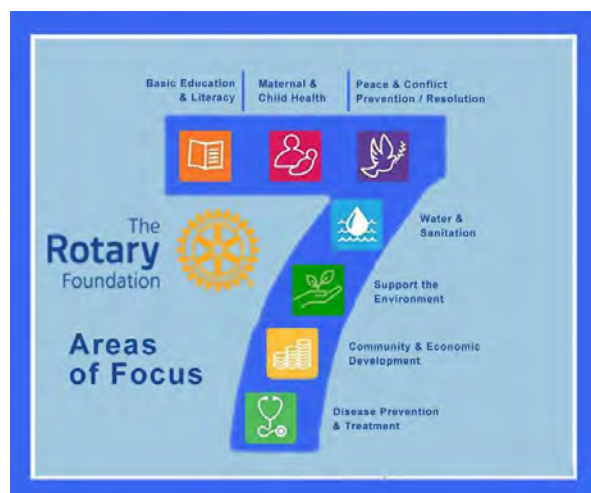 Basic Education
& Literacy
Maternal &
Child Health
Peace & Conflict
Prevention / Resolution
The
Rotary
Foundation
Water &
Sanitation
Support the
Environment
Areas
of Focus
Community & Economic
Development
Disease Prevention
& Treatment